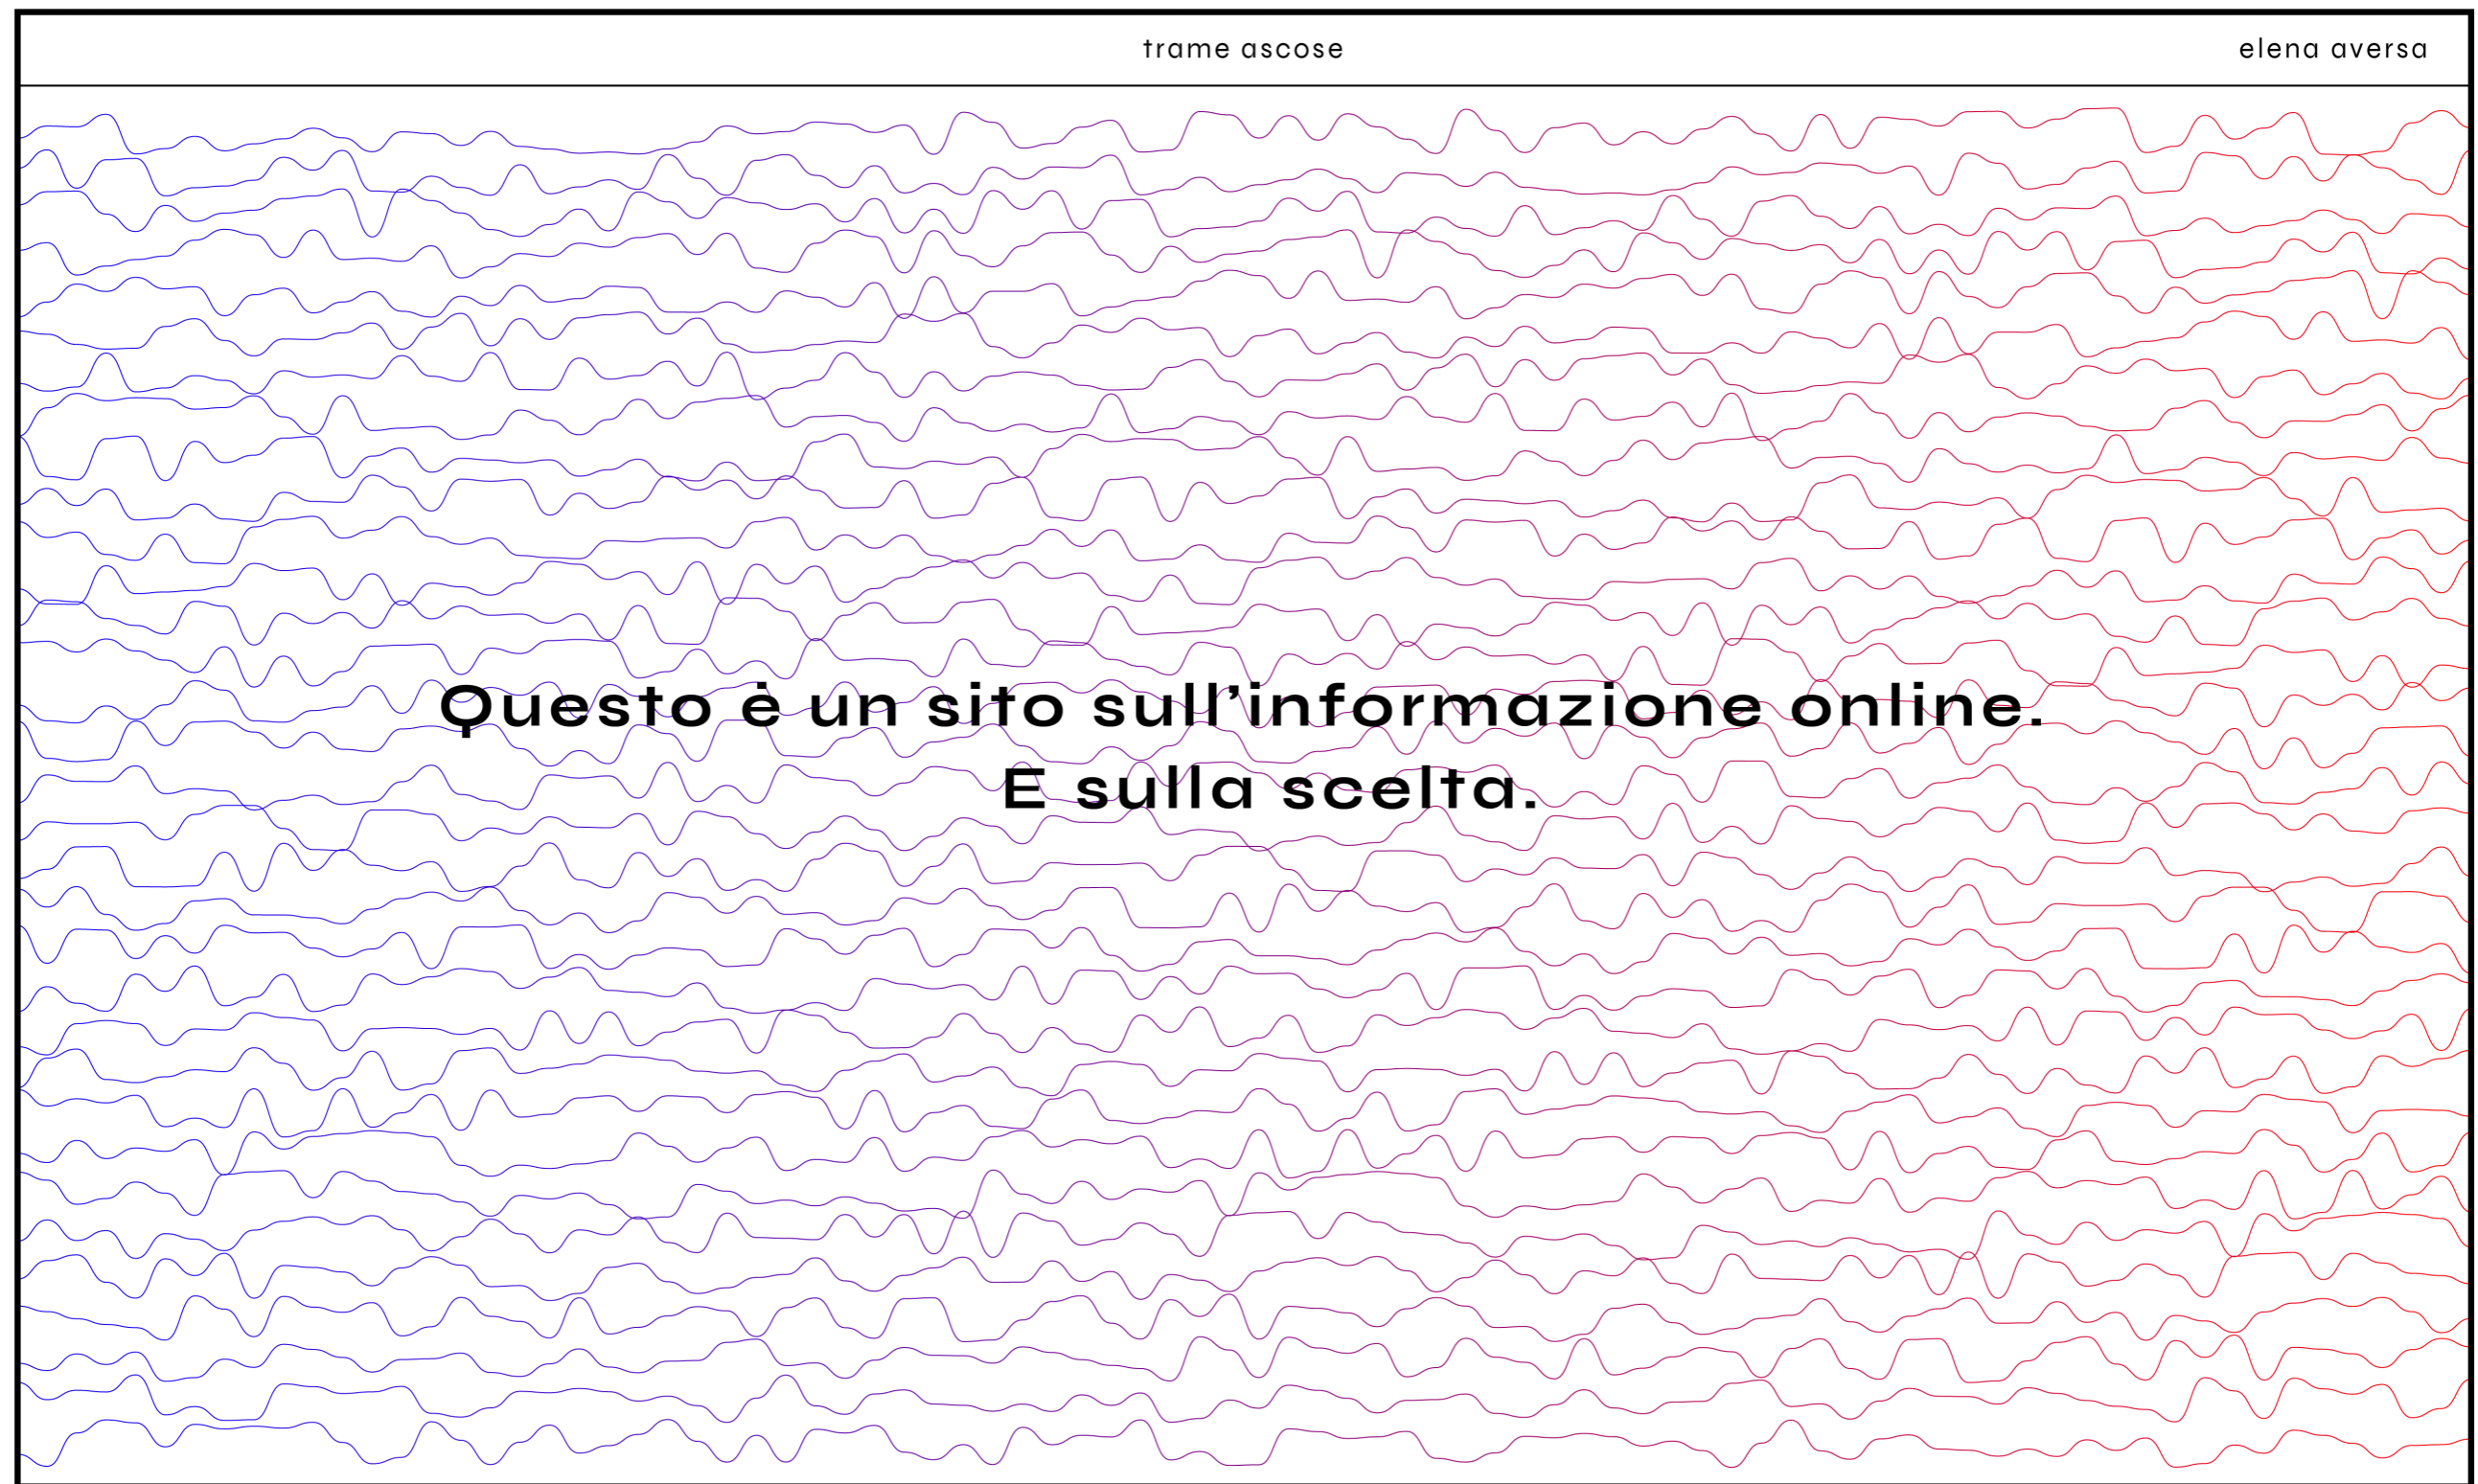 trame ascose
elena aversa
Questo è un sito sull’informazione online.
E sulla scelta.